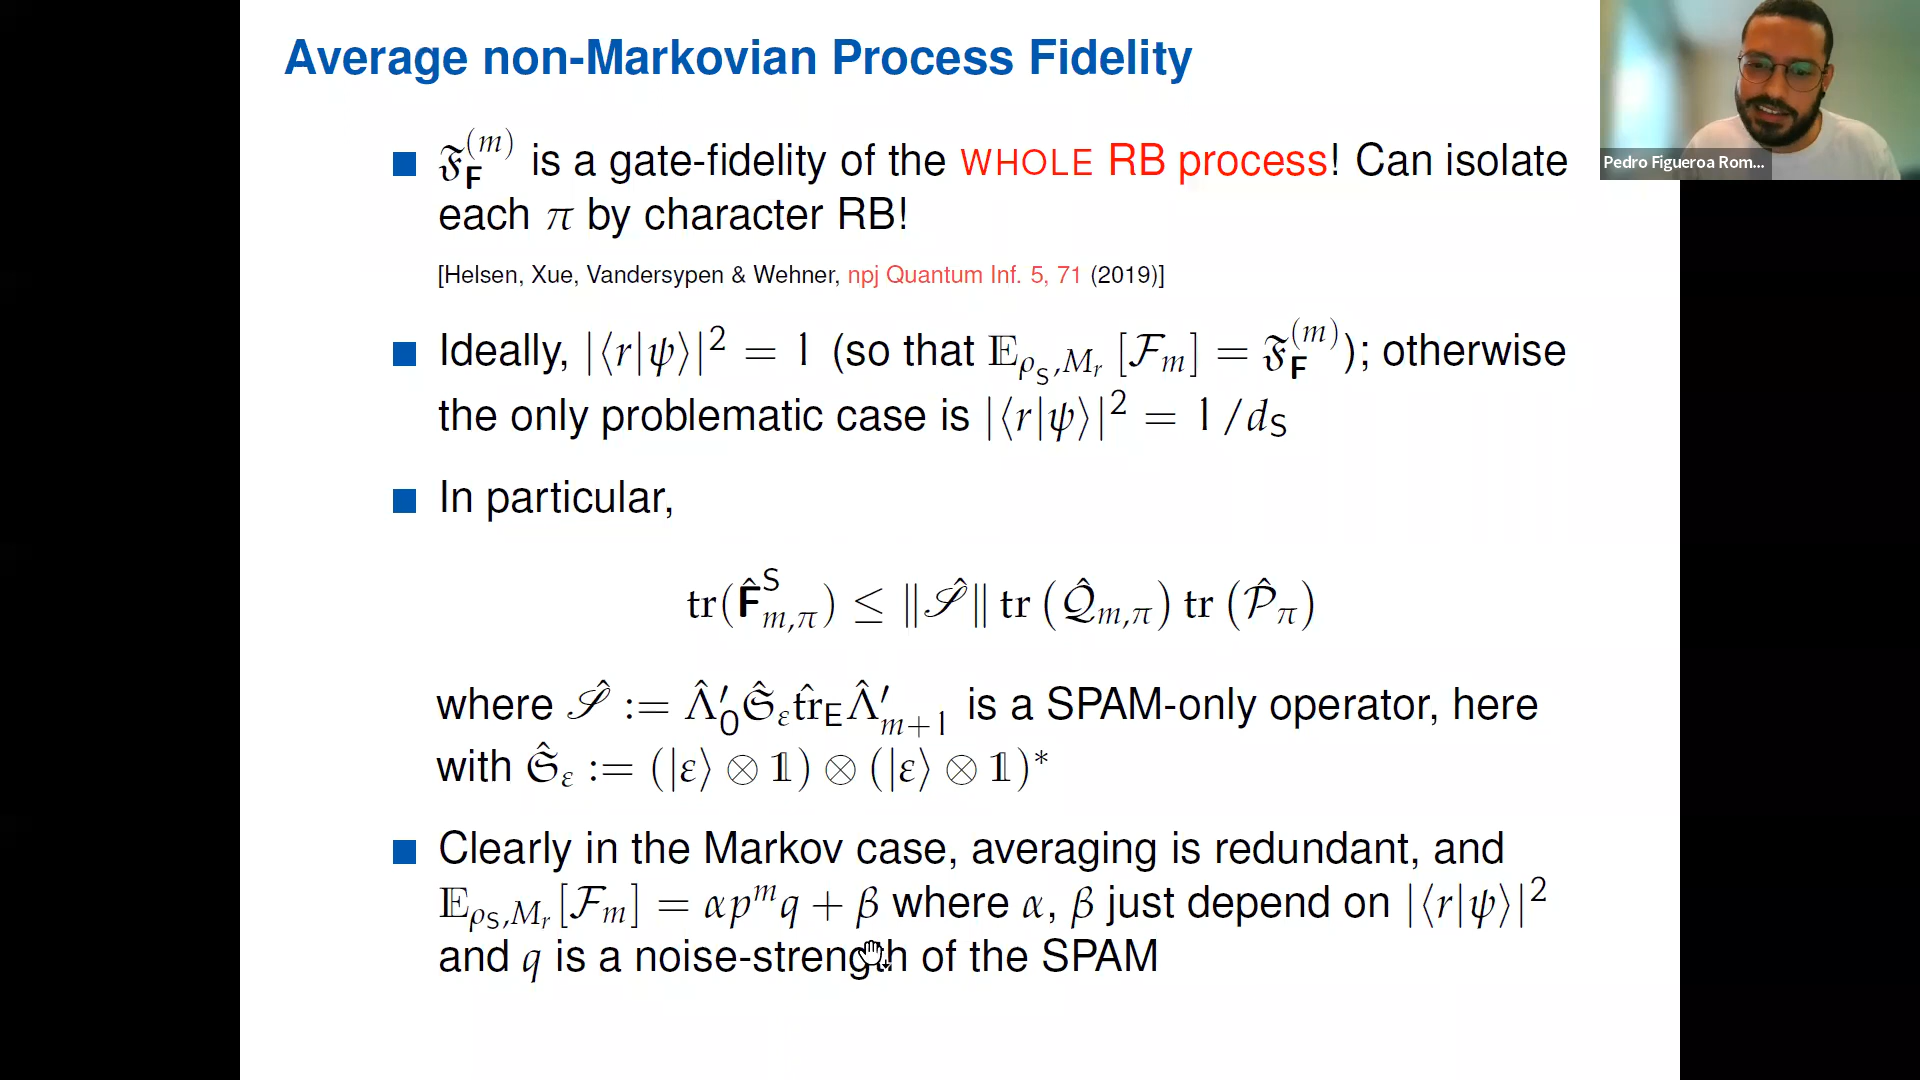 Average non-Markovian Process Fidelity
Pedro Figueroa Rom...
𝔉_𝐅^(m) is a gate-fidelity of the WHOLE RB process! Can isolate
each π by character RB!
[Helsen, Xue, Vandersypen & Wehner, npj Quantum Inf. 5, 71 (2019)]
Ideally, |⟨r|ψ⟩|² = 1 (so that 𝔼_{ρ_S,M_r} [ℱ_m] = 𝔉_𝐅^(m)); otherwise
the only problematic case is |⟨r|ψ⟩|² = 1/d_S
In particular,
tr(𝐅̂^S_{m,π}) ≤ ‖𝒮̂‖ tr (𝒬̂_{m,π}) tr (𝒫̂_π)
where 𝒮̂ := Λ̂′_0 𝔖̂_ε t̂r_E Λ̂′_{m+1} is a SPAM-only operator, here
with 𝔖̂_ε := (|ε⟩ ⊗ 𝟙) ⊗ (|ε⟩ ⊗ 𝟙)*
Clearly in the Markov case, averaging is redundant, and
𝔼_{ρ_S,M_r}[ℱ_m] = αp^m q + β where α, β just depend on |⟨r|ψ⟩|²
and q is a noise-strength of the SPAM